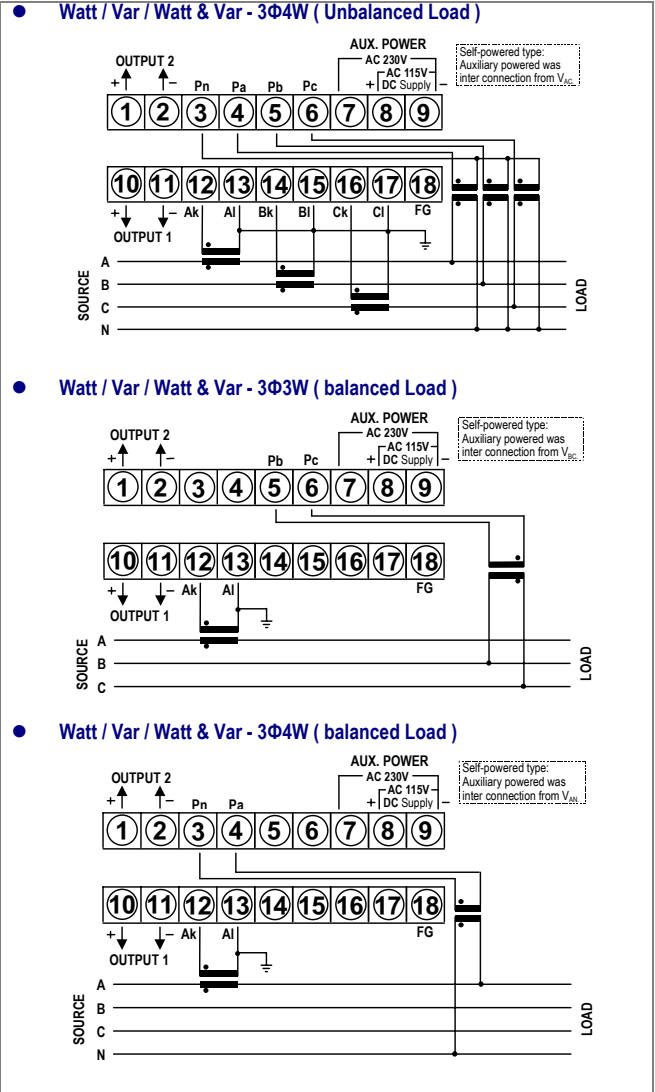 ● Watt / Var / Watt & Var - 3Φ4W ( Unbalanced Load )
AUX. POWER
OUTPUT 2
AC 230V
AC 115V
+ – Pn Pa Pb Pc + DC Supply –
Self-powered type:
Auxiliary powered was
inter connection from VAC.
1 2 3 4 5 6 7 8 9
10 11 12 13 14 15 16 17 18
+ – Ak Al Bk Bl Ck Cl FG
OUTPUT 1
SOURCE
A
B
C
N
LOAD
● Watt / Var / Watt & Var - 3Φ3W ( balanced Load )
AUX. POWER
OUTPUT 2
AC 230V
AC 115V
+ – Pb Pc + DC Supply –
Self-powered type:
Auxiliary powered was
inter connection from VBC.
1 2 3 4 5 6 7 8 9
10 11 12 13 14 15 16 17 18
+ – Ak Al FG
OUTPUT 1
SOURCE
A
B
C
LOAD
● Watt / Var / Watt & Var - 3Φ4W ( balanced Load )
AUX. POWER
OUTPUT 2
AC 230V
AC 115V
+ – Pn Pa + DC Supply –
Self-powered type:
Auxiliary powered was
inter connection from VAN.
1 2 3 4 5 6 7 8 9
10 11 12 13 14 15 16 17 18
+ – Ak Al FG
OUTPUT 1
SOURCE
A
B
C
N
LOAD